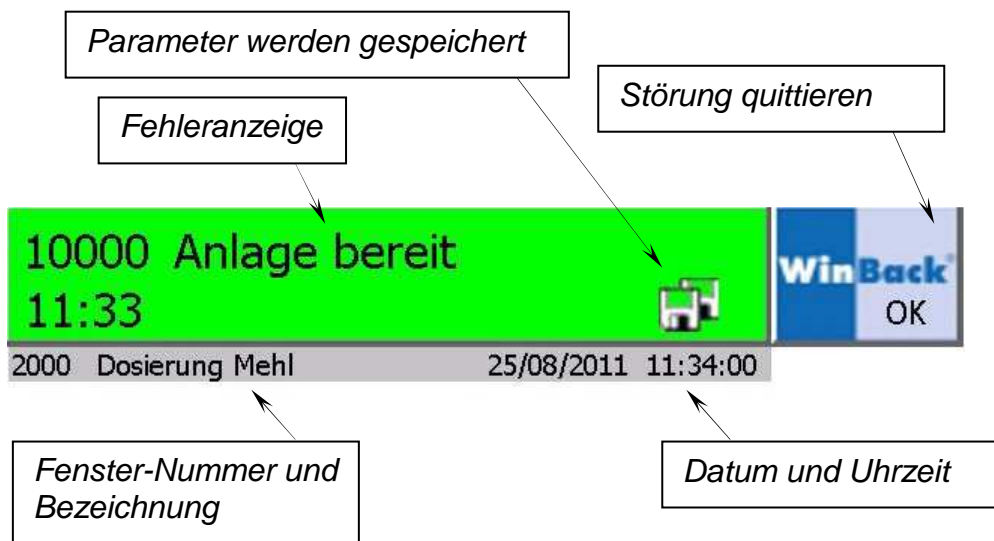 Parameter werden gespeichert
Störung quittieren
Fehleranzeige
10000 Anlage bereit
11:33
WinBack®
OK
2000 Dosierung Mehl 25/08/2011 11:34:00
Fenster-Nummer und
Bezeichnung
Datum und Uhrzeit